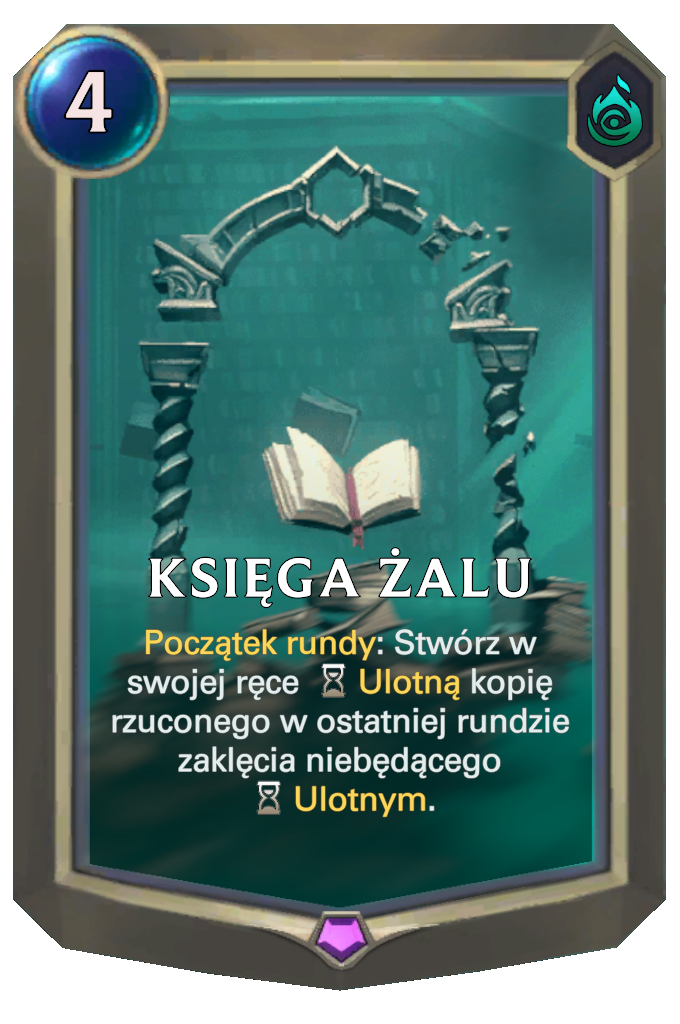 4
KSIĘGA ŻALU
Początek rundy: Stwórz w
swojej ręce Ulotną kopię
rzuconego w ostatniej rundzie
zaklęcia niebędącego
Ulotnym.